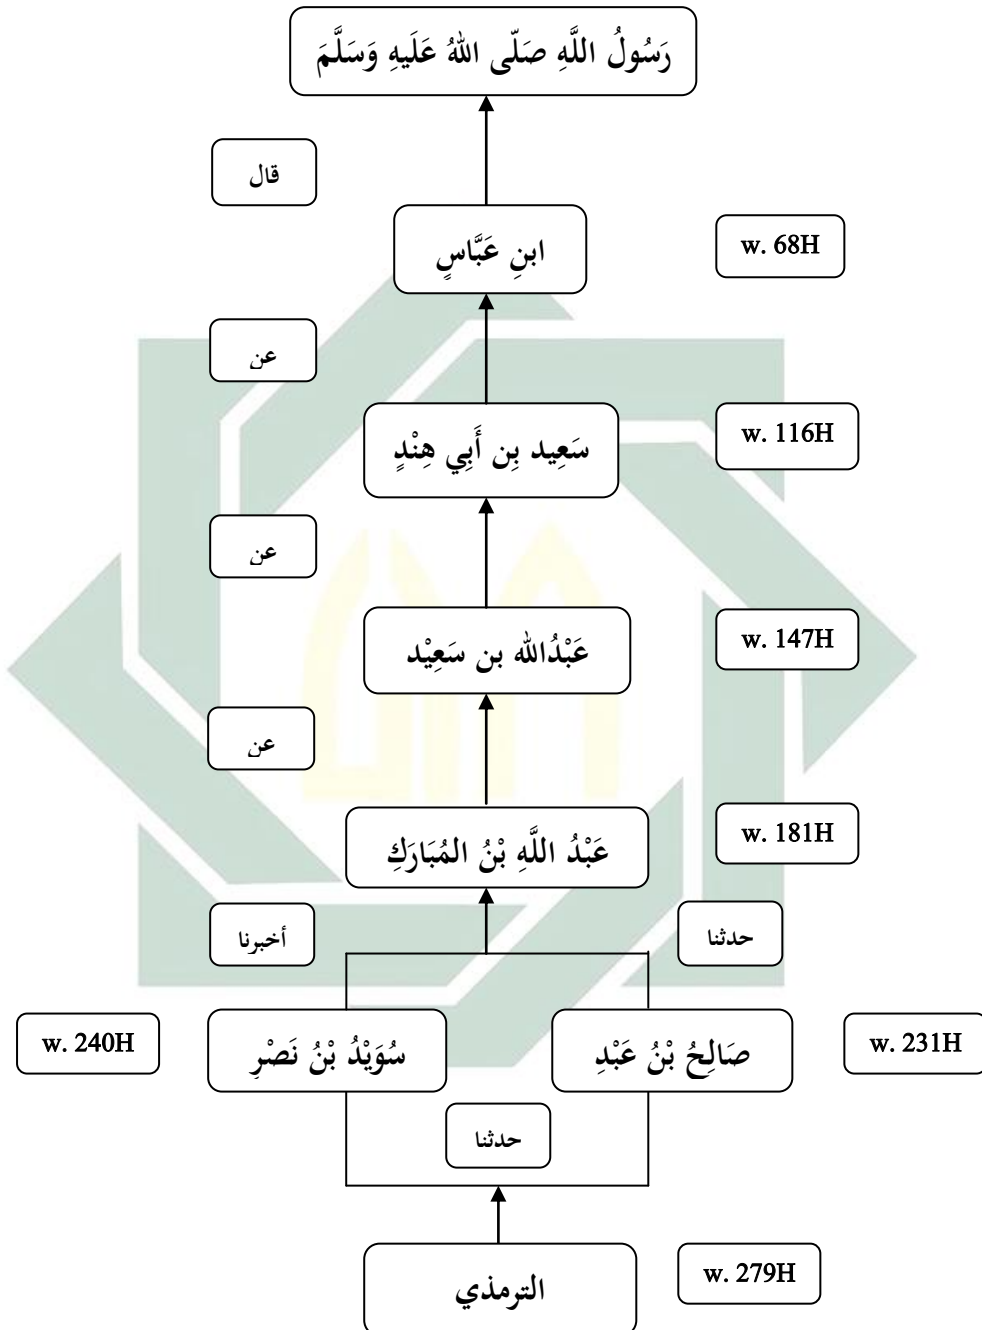 رَسُولُ اللَّهِ صَلَّى اللهُ عَلَيهِ وَسَلَّمَ
قال
ابنِ عَبَّاسٍ
w. 68H
عن
سَعِيد بِن أَبِي هِنْدٍ
w. 116H
عن
عَبْدُالله بن سَعِيْد
w. 147H
عن
عَبْدُ اللَّهِ بْنُ المُبَارَكِ
w. 181H
أخبرنا
حدثنا
w. 240H
سُوَيْدُ بْنُ نَصْرٍ
صَالِحُ بْنُ عَبْدِ
w. 231H
حدثنا
الترمذي
w. 279H